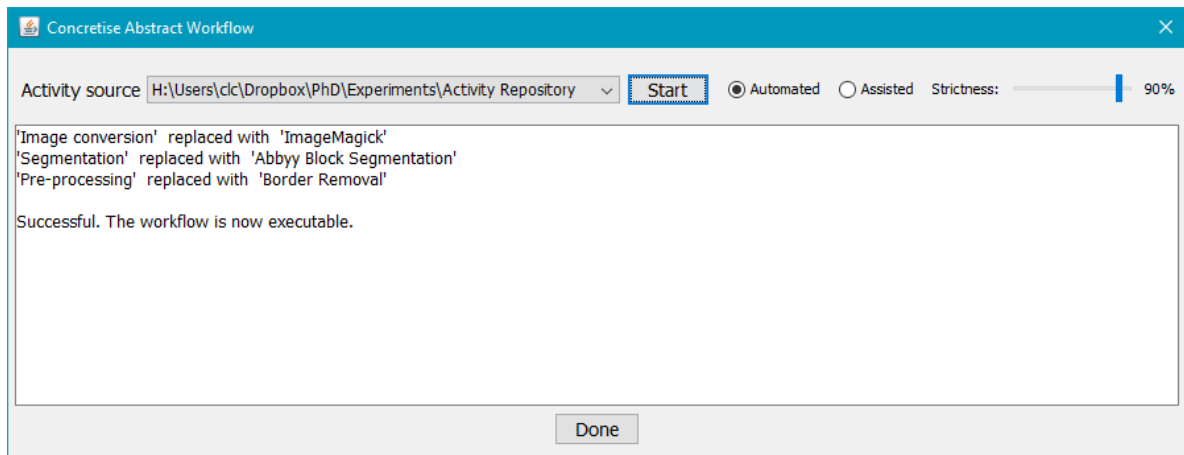 Concretise Abstract Workflow
Activity source H:\Users\clc\Dropbox\PhD\Experiments\Activity Repository Start Automated Assisted Strictness: 90%
'Image conversion' replaced with 'ImageMagick'
'Segmentation' replaced with 'Abbyy Block Segmentation'
'Pre-processing' replaced with 'Border Removal'
Successful. The workflow is now executable.
Done